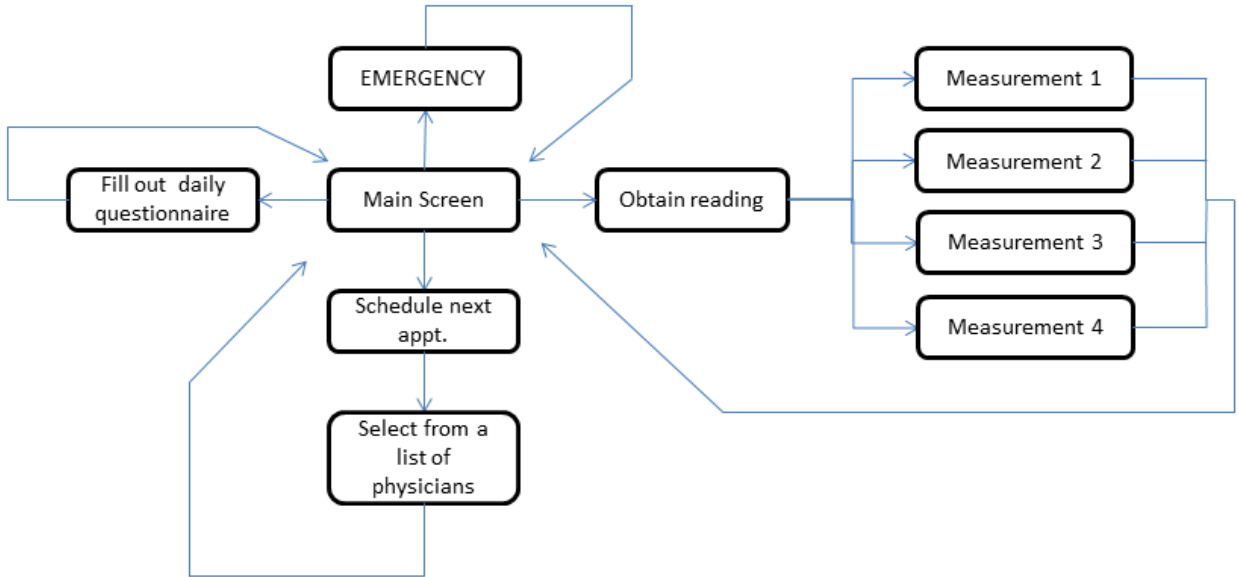 EMERGENCY
Measurement 1
Measurement 2
Fill out daily
questionnaire
Main Screen
Obtain reading
Measurement 3
Schedule next
appt.
Measurement 4
Select from a
list of
physicians